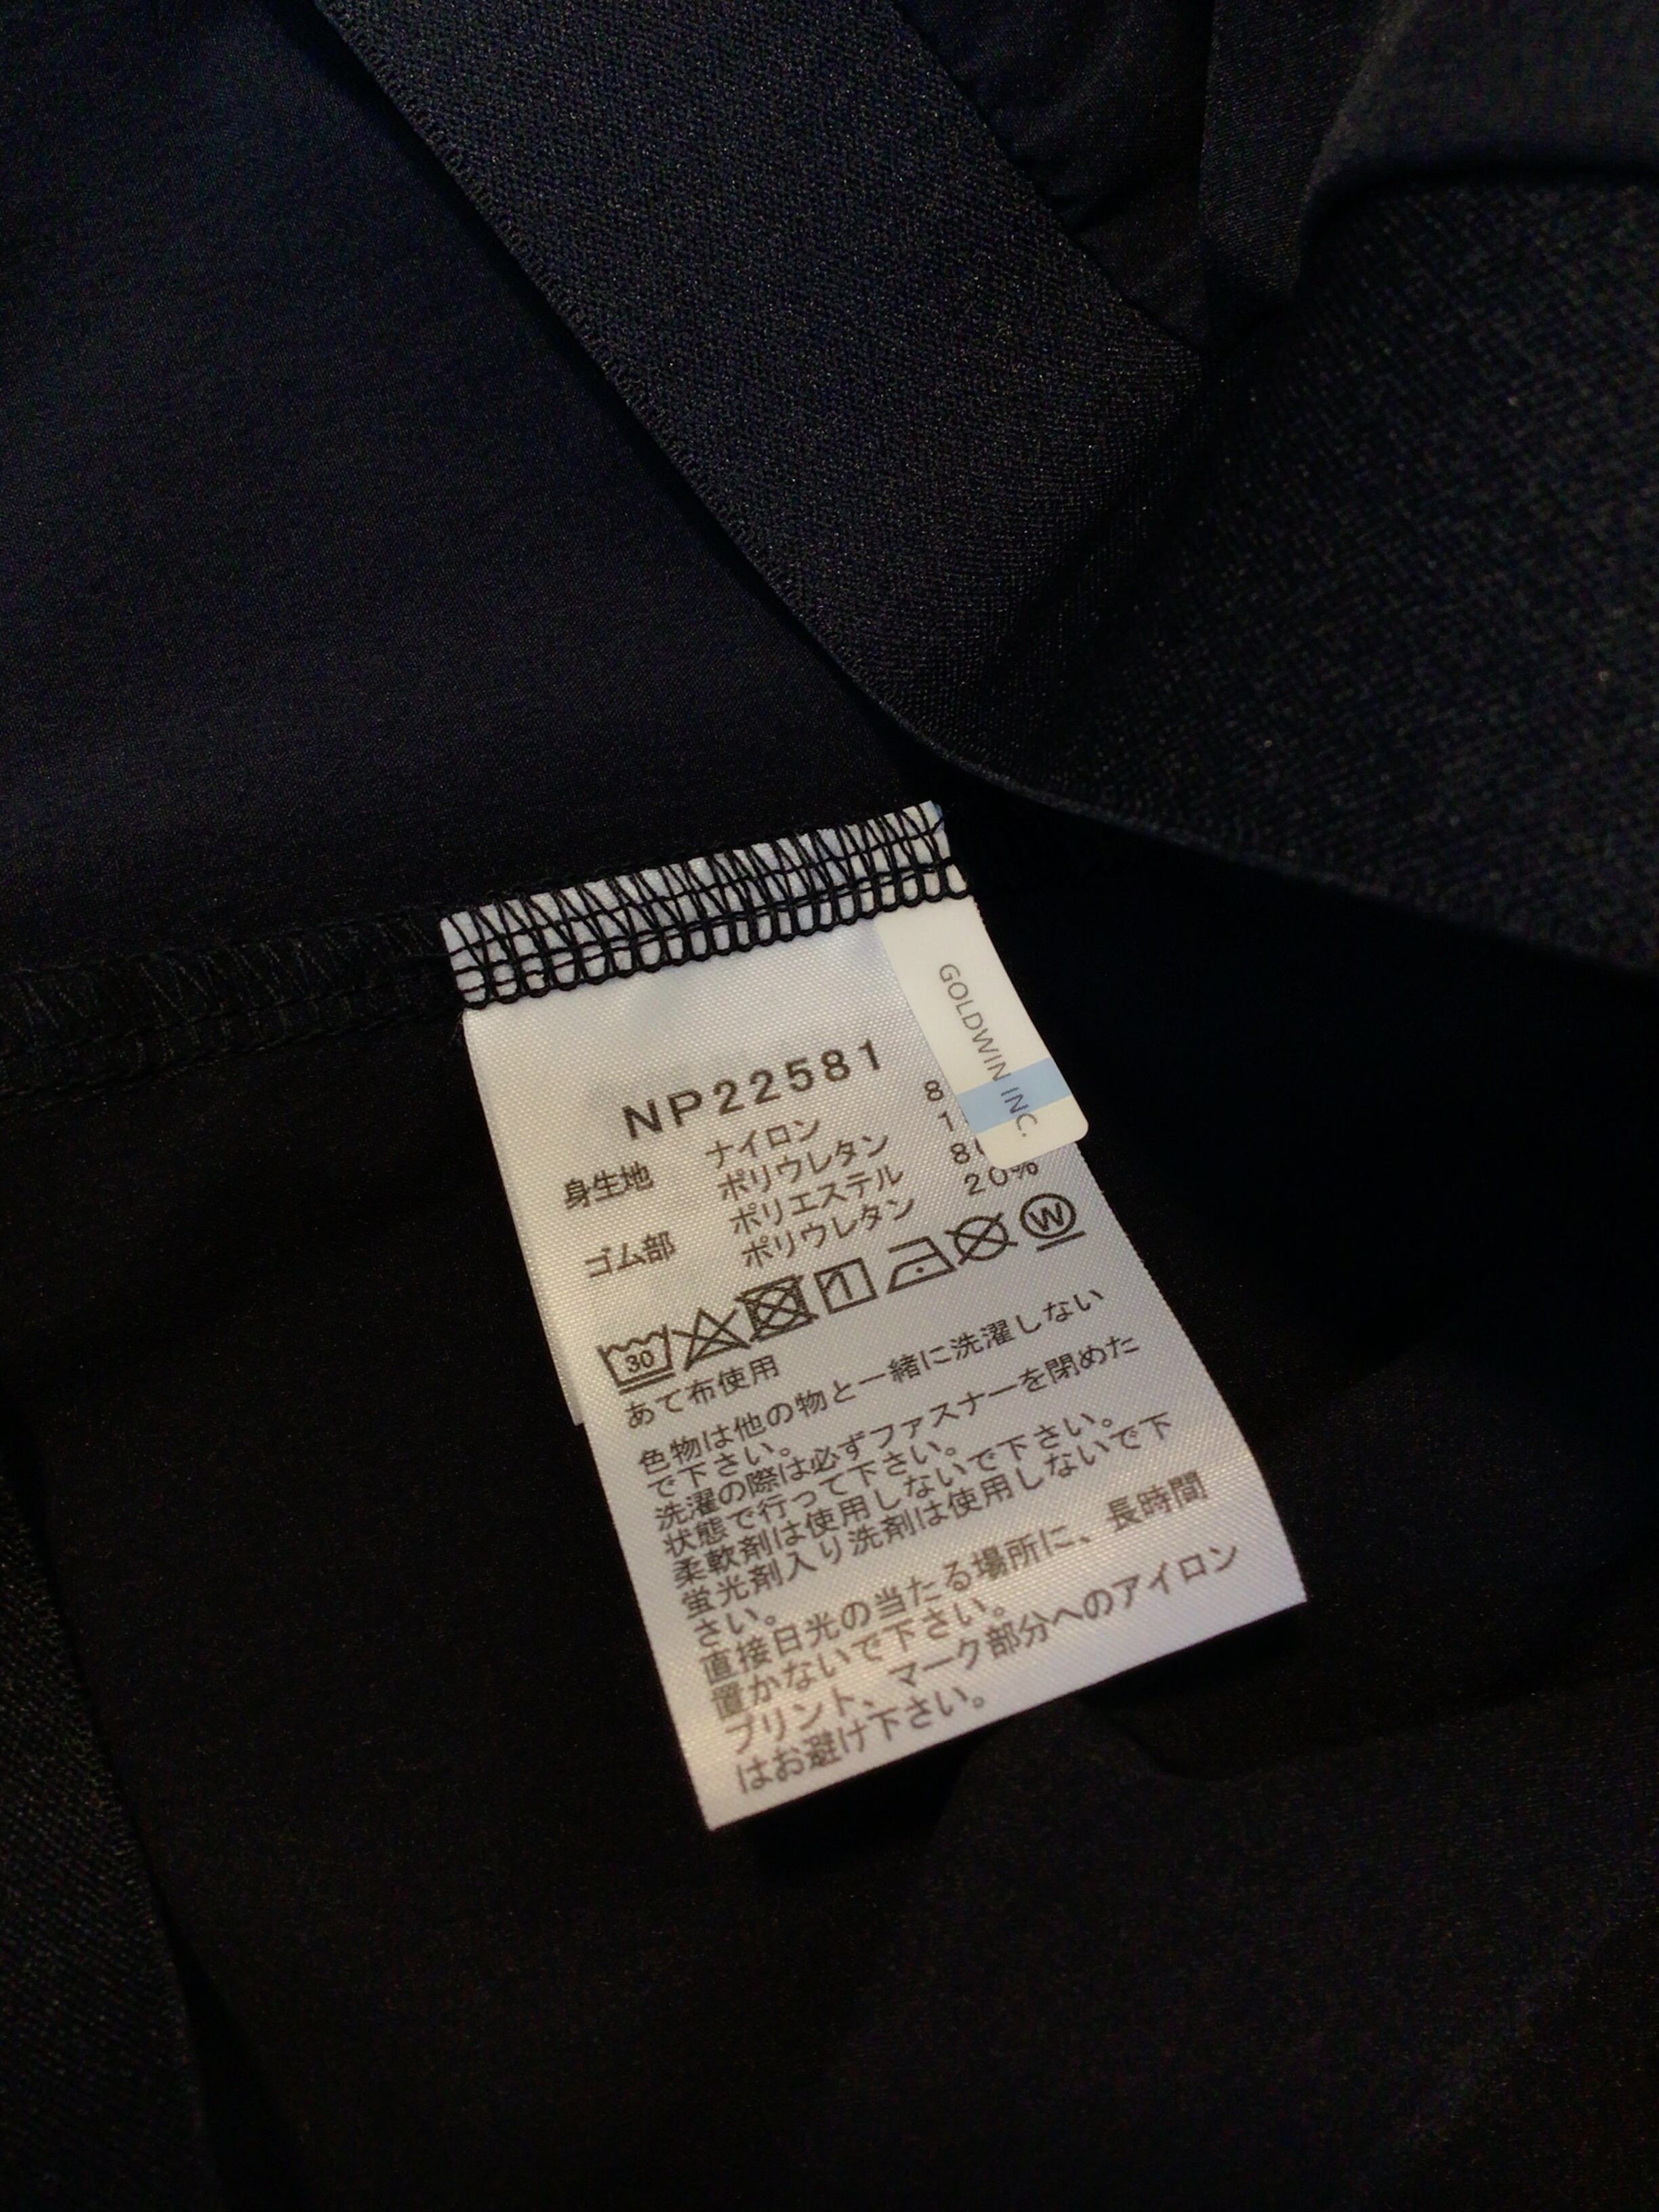 GOLDWIN INC.
NP22581
身生地 ナイロン 8
ポリウレタン 1
ゴム部 ポリエステル 8
ポリウレタン 20%
30 1 W
あて布使用
色物は他の物と一緒に洗濯しない
で下さい。
洗濯の際は必ずファスナーを閉めた
状態で行って下さい。
柔軟剤は使用しないで下さい。
蛍光剤入り洗剤は使用しないで下
さい。
直接日光の当たる場所に、長時間
置かないで下さい。
プリント、マーク部分へのアイロン
はお避け下さい。